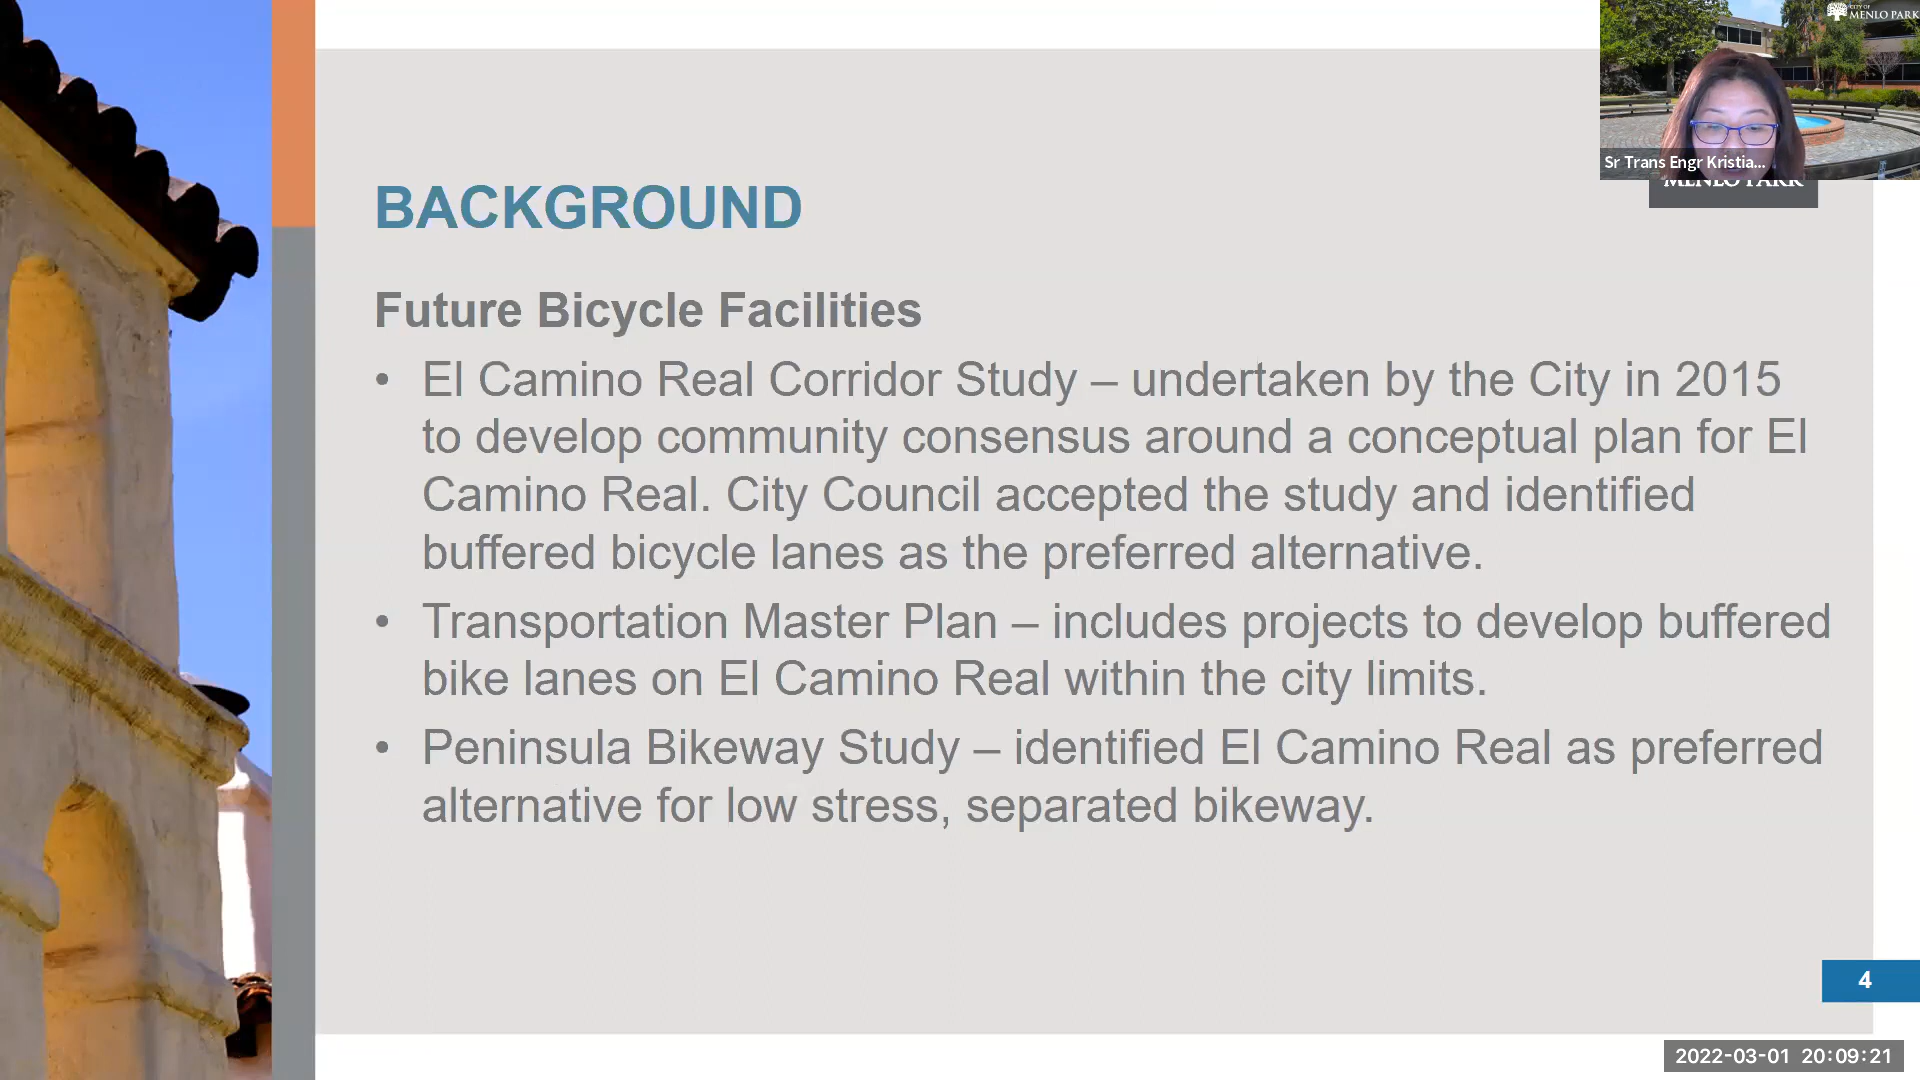 CITY OF
MENLO PARK
Sr Trans Engr Kristia...
MENLO PARK
BACKGROUND
Future Bicycle Facilities
• El Camino Real Corridor Study – undertaken by the City in 2015
to develop community consensus around a conceptual plan for El
Camino Real. City Council accepted the study and identified
buffered bicycle lanes as the preferred alternative.
• Transportation Master Plan – includes projects to develop buffered
bike lanes on El Camino Real within the city limits.
• Peninsula Bikeway Study – identified El Camino Real as preferred
alternative for low stress, separated bikeway.
4
2022-03-01 20:09:21